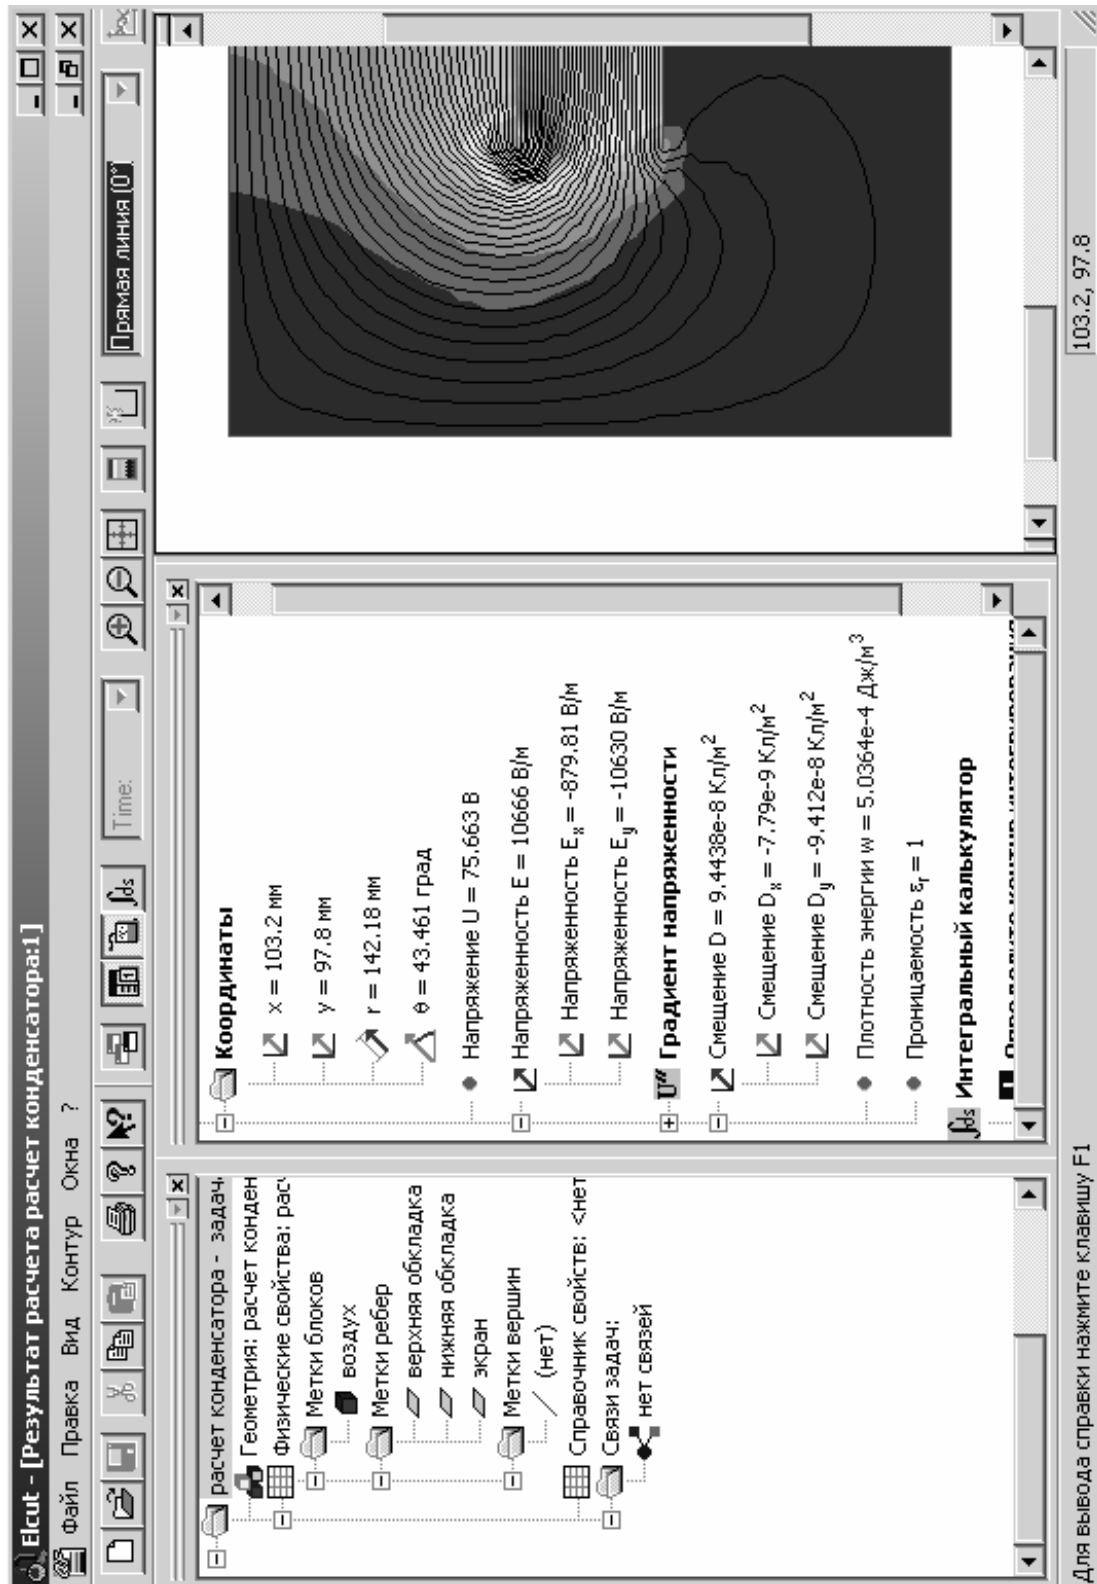 Elcut - [Результат расчета расчет конденсатора:1]
Файл Правка Вид Контур Окна ?
Time:
Прямая линия (0°
расчет конденсатора - задач
Геометрия: расчет конден
Физические свойства: рас
Метки блоков
воздух
Метки ребер
верхняя обкладка
нижняя обкладка
экран
Метки вершин
(нет)
Справочник свойств: <нет
Связи задач:
нет связей
Координаты
x = 103.2 мм
y = 97.8 мм
r = 142.18 мм
θ = 43.461 град
Напряжение U = 75.663 В
Напряженность E = 10666 В/м
Напряженность Eₓ = -879.81 В/м
Напряженность Eᵧ = -10630 В/м
Градиент напряженности
Смещение D = 9.4438e-8 Кл/м²
Смещение Dₓ = -7.79e-9 Кл/м²
Смещение Dᵧ = -9.412e-8 Кл/м²
Плотность энергии w = 5.0364e-4 Дж/м³
Проницаемость εᵣ = 1
Интегральный калькулятор
Для вывода справки нажмите клавишу F1
103.2, 97.8